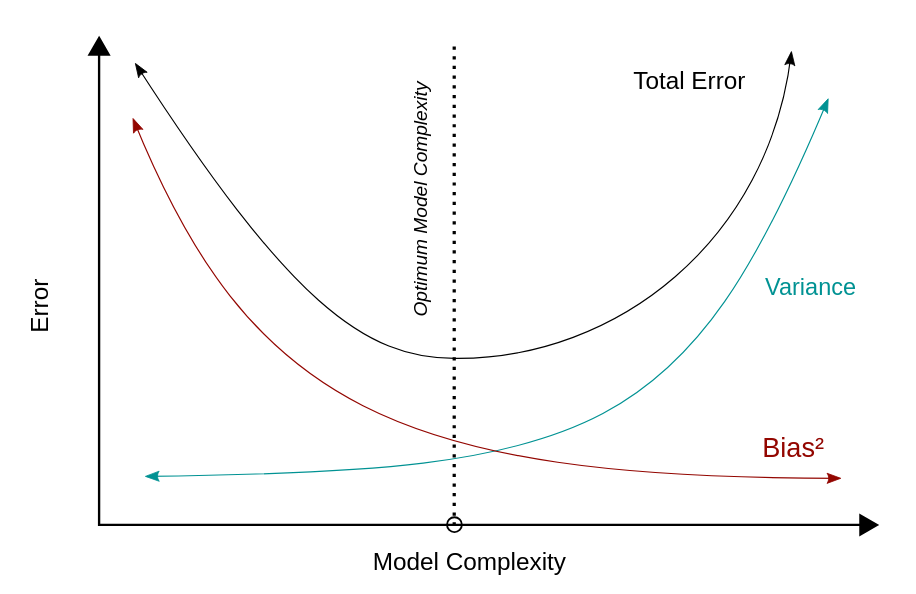 Total Error
Optimum Model Complexity
Variance
Error
Bias²
Model Complexity